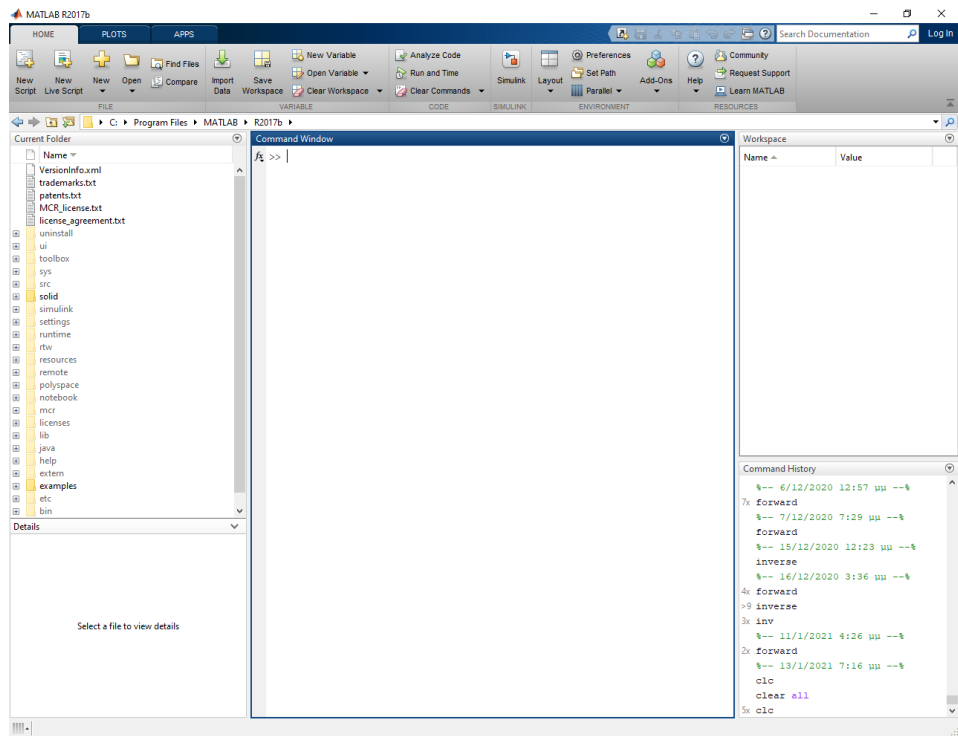 MATLAB R2017b
HOME PLOTS APPS
Search Documentation
Log In
New Script
New Live Script
New
Open
Find Files
Compare
Import Data
Save Workspace
New Variable
Open Variable
Clear Workspace
Analyze Code
Run and Time
Clear Commands
Simulink
Layout
Preferences
Set Path
Parallel
Add-Ons
Help
Community
Request Support
Learn MATLAB
FILE VARIABLE CODE SIMULINK ENVIRONMENT RESOURCES
C: Program Files MATLAB R2017b
Current Folder
Name
VersionInfo.xml
trademarks.txt
patents.txt
MCR_license.txt
license_agreement.txt
uninstall
ui
toolbox
sys
src
solid
simulink
settings
runtime
rtw
resources
remote
polyspace
notebook
mcr
licenses
lib
java
help
extern
examples
etc
bin
Details
Select a file to view details
Command Window
fx >>
Workspace
Name Value
Command History
%-- 6/12/2020 12:57 μμ --%
7x forward
%-- 7/12/2020 7:29 μμ --%
forward
%-- 15/12/2020 12:23 μμ --%
inverse
%-- 16/12/2020 3:36 μμ --%
4x forward
>9 inverse
3x inv
%-- 11/1/2021 4:26 μμ --%
2x forward
%-- 13/1/2021 7:16 μμ --%
clc
clear all
5x clc